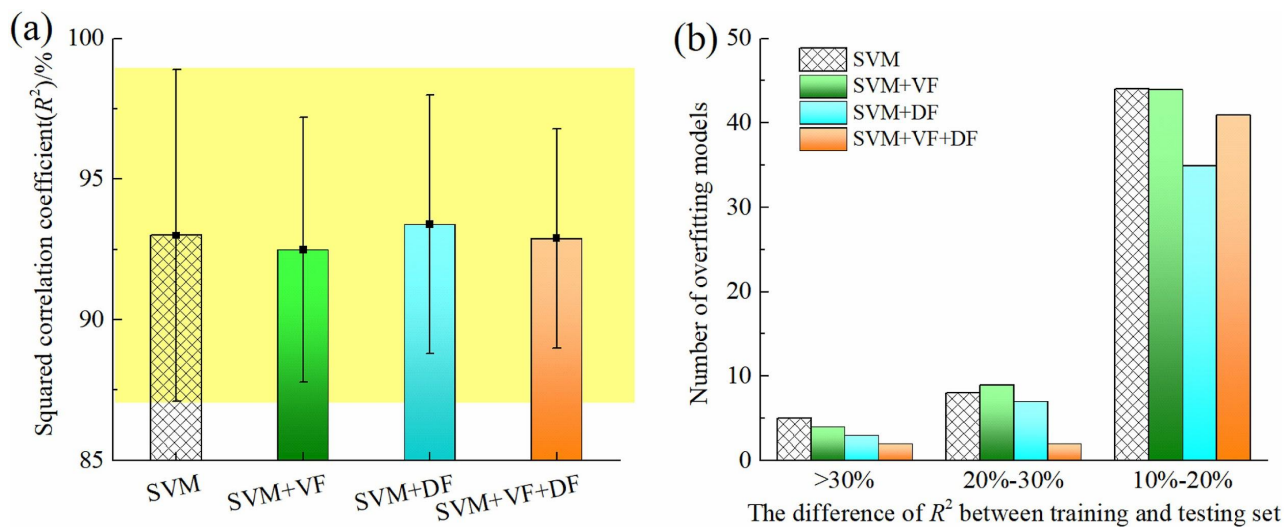 (a)
Squared correlation coefficient(R²)/%
100
95
90
85
SVM
SVM+VF
SVM+DF
SVM+VF+DF
(b)
Number of overfitting models
50
40
30
20
10
0
SVM
SVM+VF
SVM+DF
SVM+VF+DF
>30%
20%-30%
10%-20%
The difference of R² between training and testing set